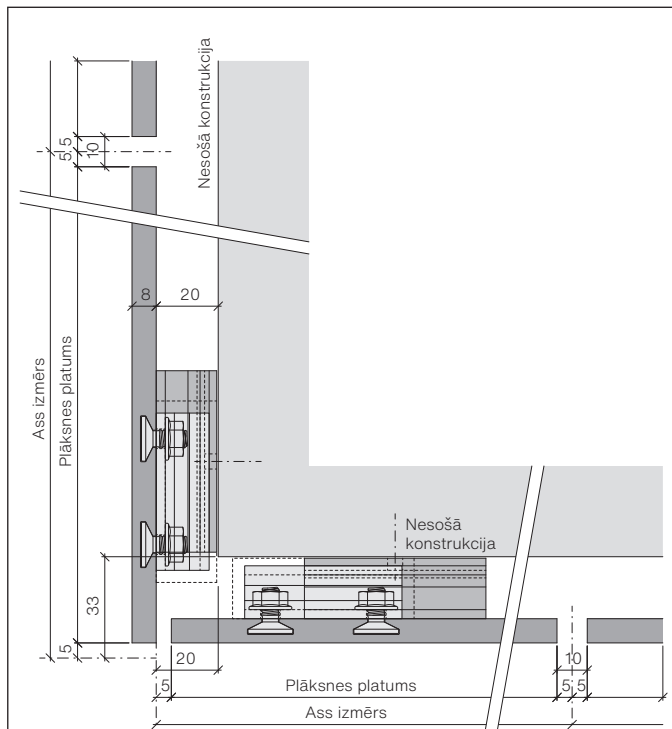 Nesošā konstrukcija
5
5
10
8
20
Ass izmērs
Plāksnes platums
Nesošā
konstrukcija
33
5
20
10
5
Plāksnes platums
5
5
Ass izmērs